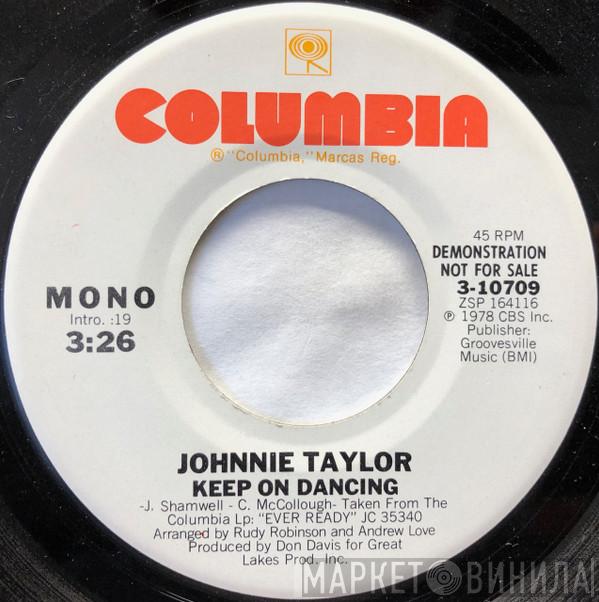 COLUMBIA
® "Columbia," Marcas Reg.
MONO
Intro. :19
3:26
45 RPM
DEMONSTRATION
NOT FOR SALE
3-10709
ZSP 164116
℗ 1978 CBS Inc.
Publisher:
Groovesville
Music (BMI)
JOHNNIE TAYLOR
KEEP ON DANCING
-J. Shamwell - C. McCollough- Taken From The
Columbia Lp: "EVER READY" JC 35340
Arranged by Rudy Robinson and Andrew Love
Produced by Don Davis for Great
Lakes Prod. Inc.
МАРКЕТ ВИНИЛА